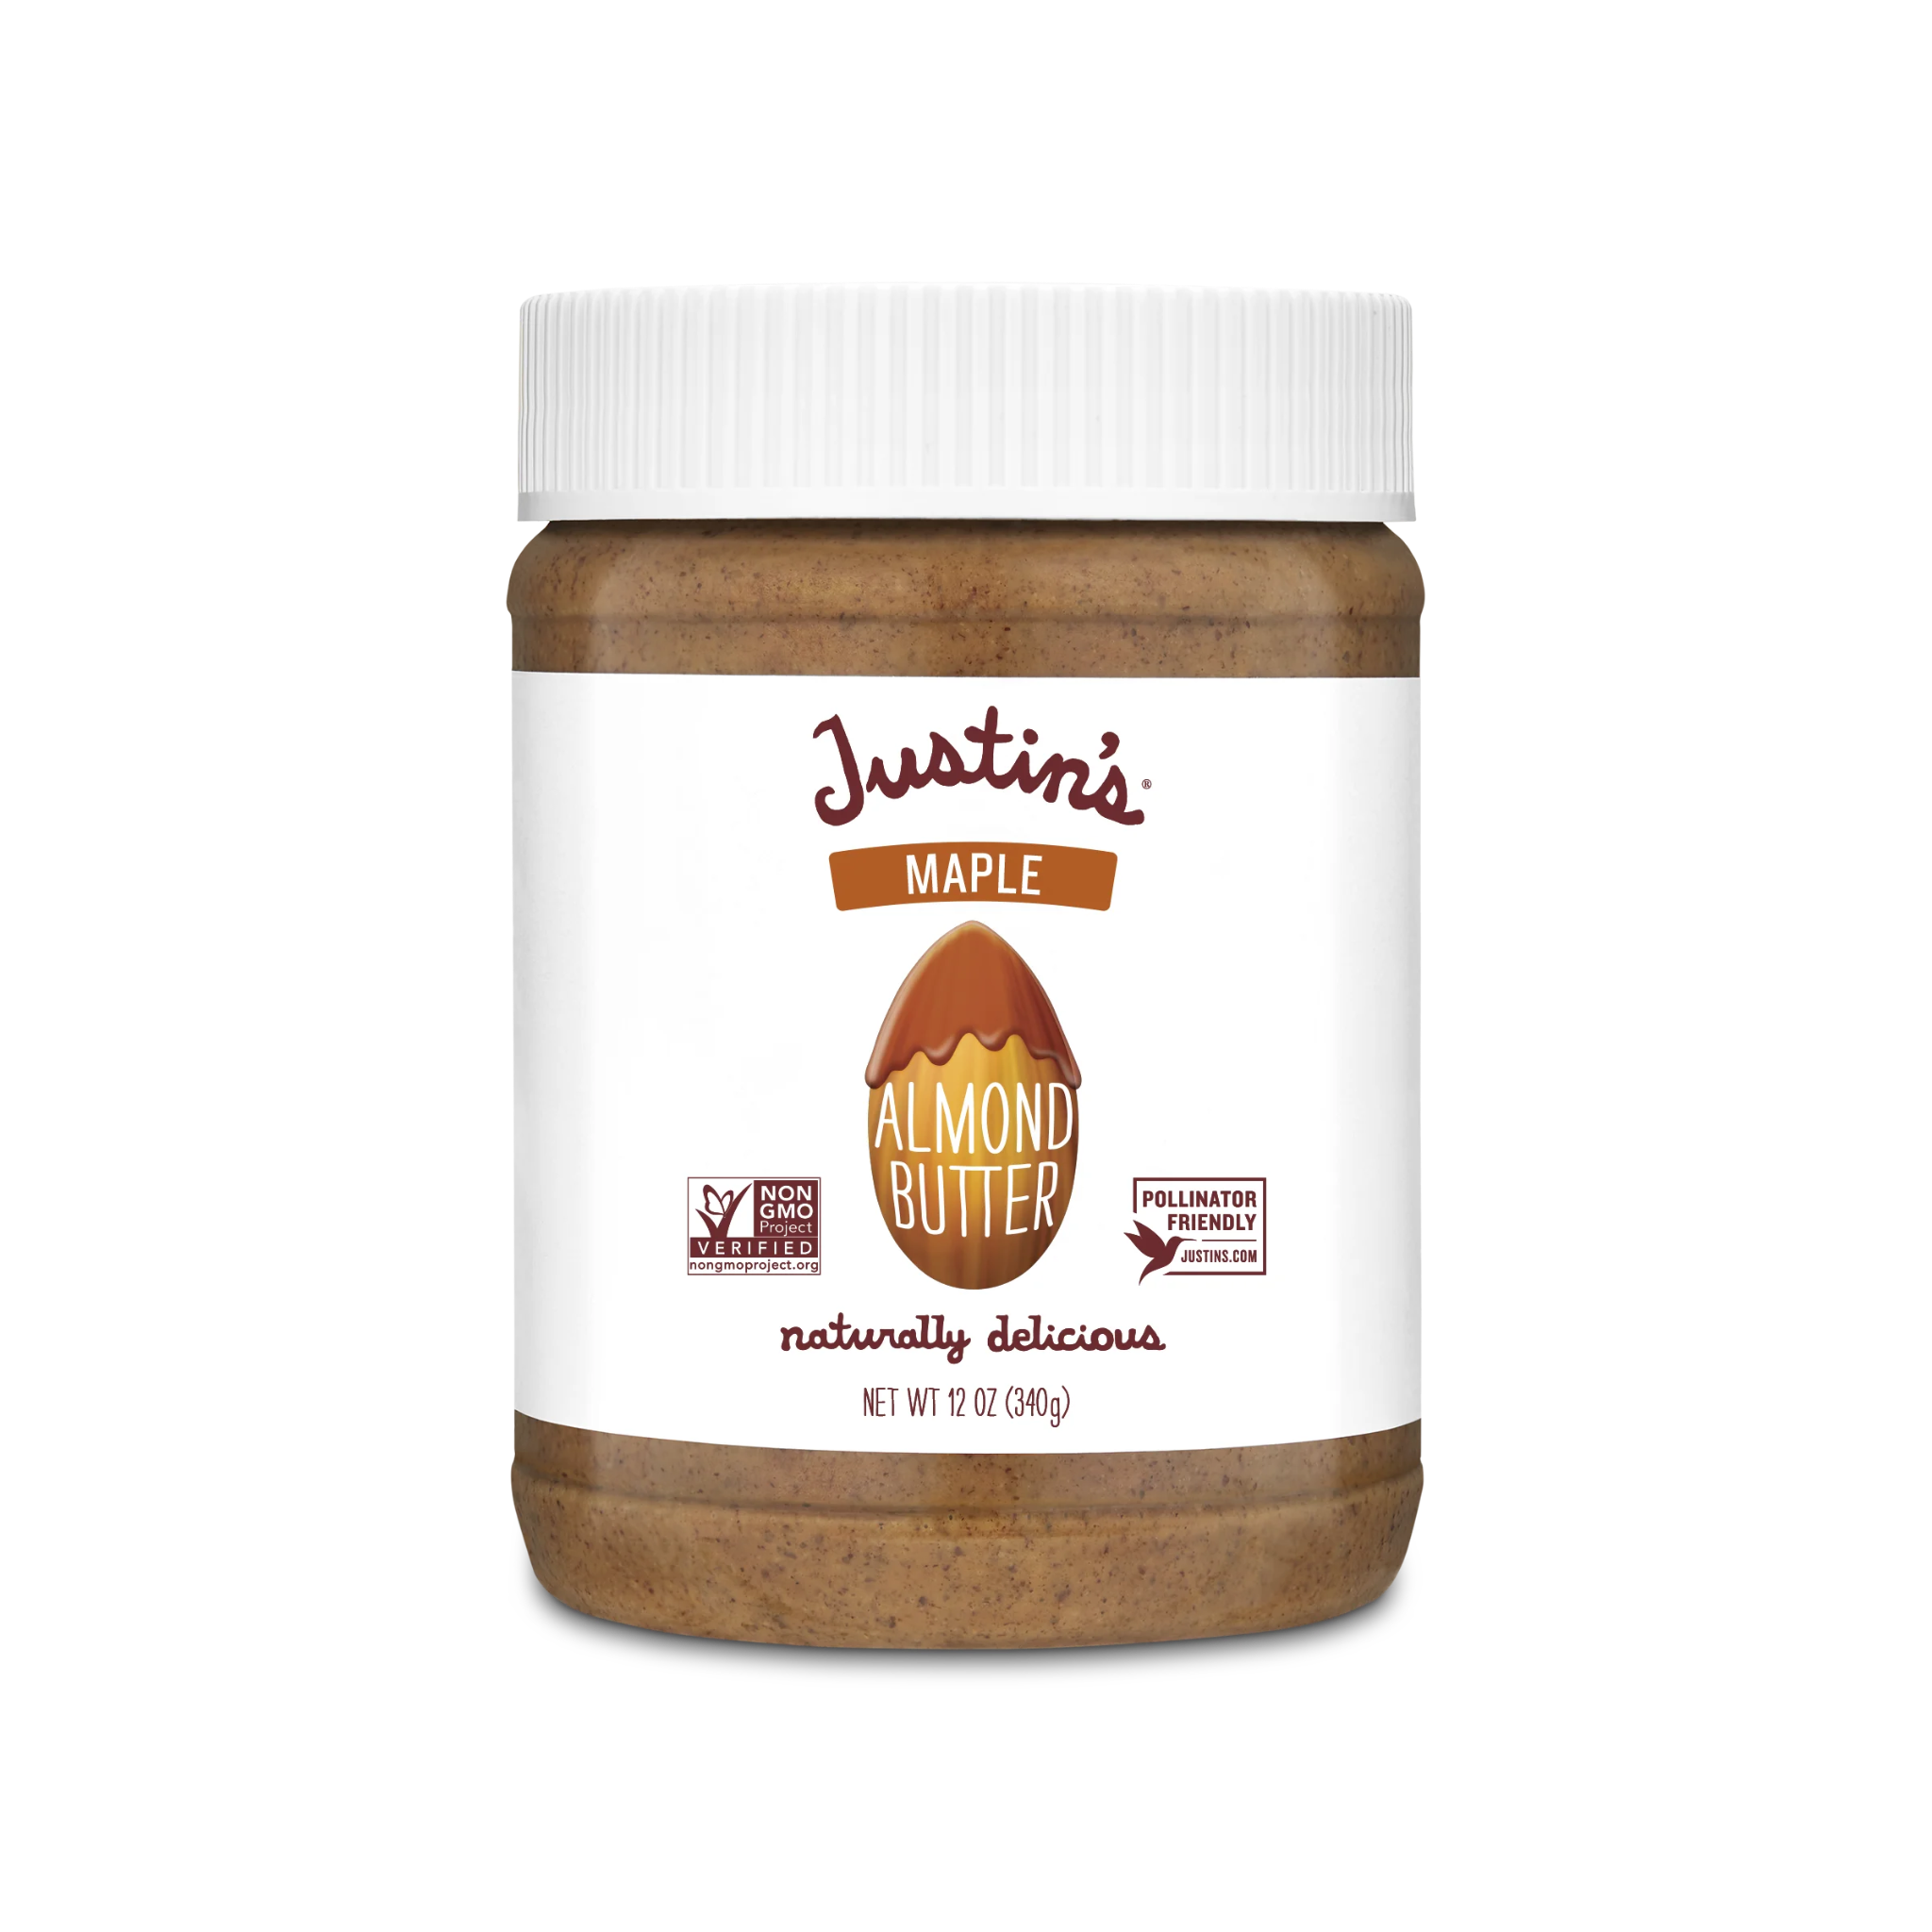 Justin's®
MAPLE
ALMOND
BUTTER
NON
GMO
Project
VERIFIED
nongmoproject.org
POLLINATOR
FRIENDLY
JUSTINS.COM
naturally delicious
NET WT 12 OZ (340g)